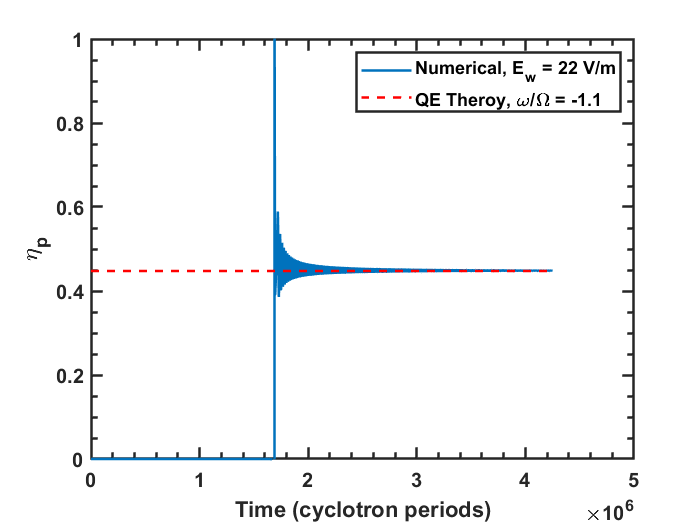 1
0.8
0.6
0.4
0.2
0
η_p
Numerical, E_w = 22 V/m
QE Theroy, ω/Ω = -1.1
0 1 2 3 4 5
Time (cyclotron periods)
×10^6